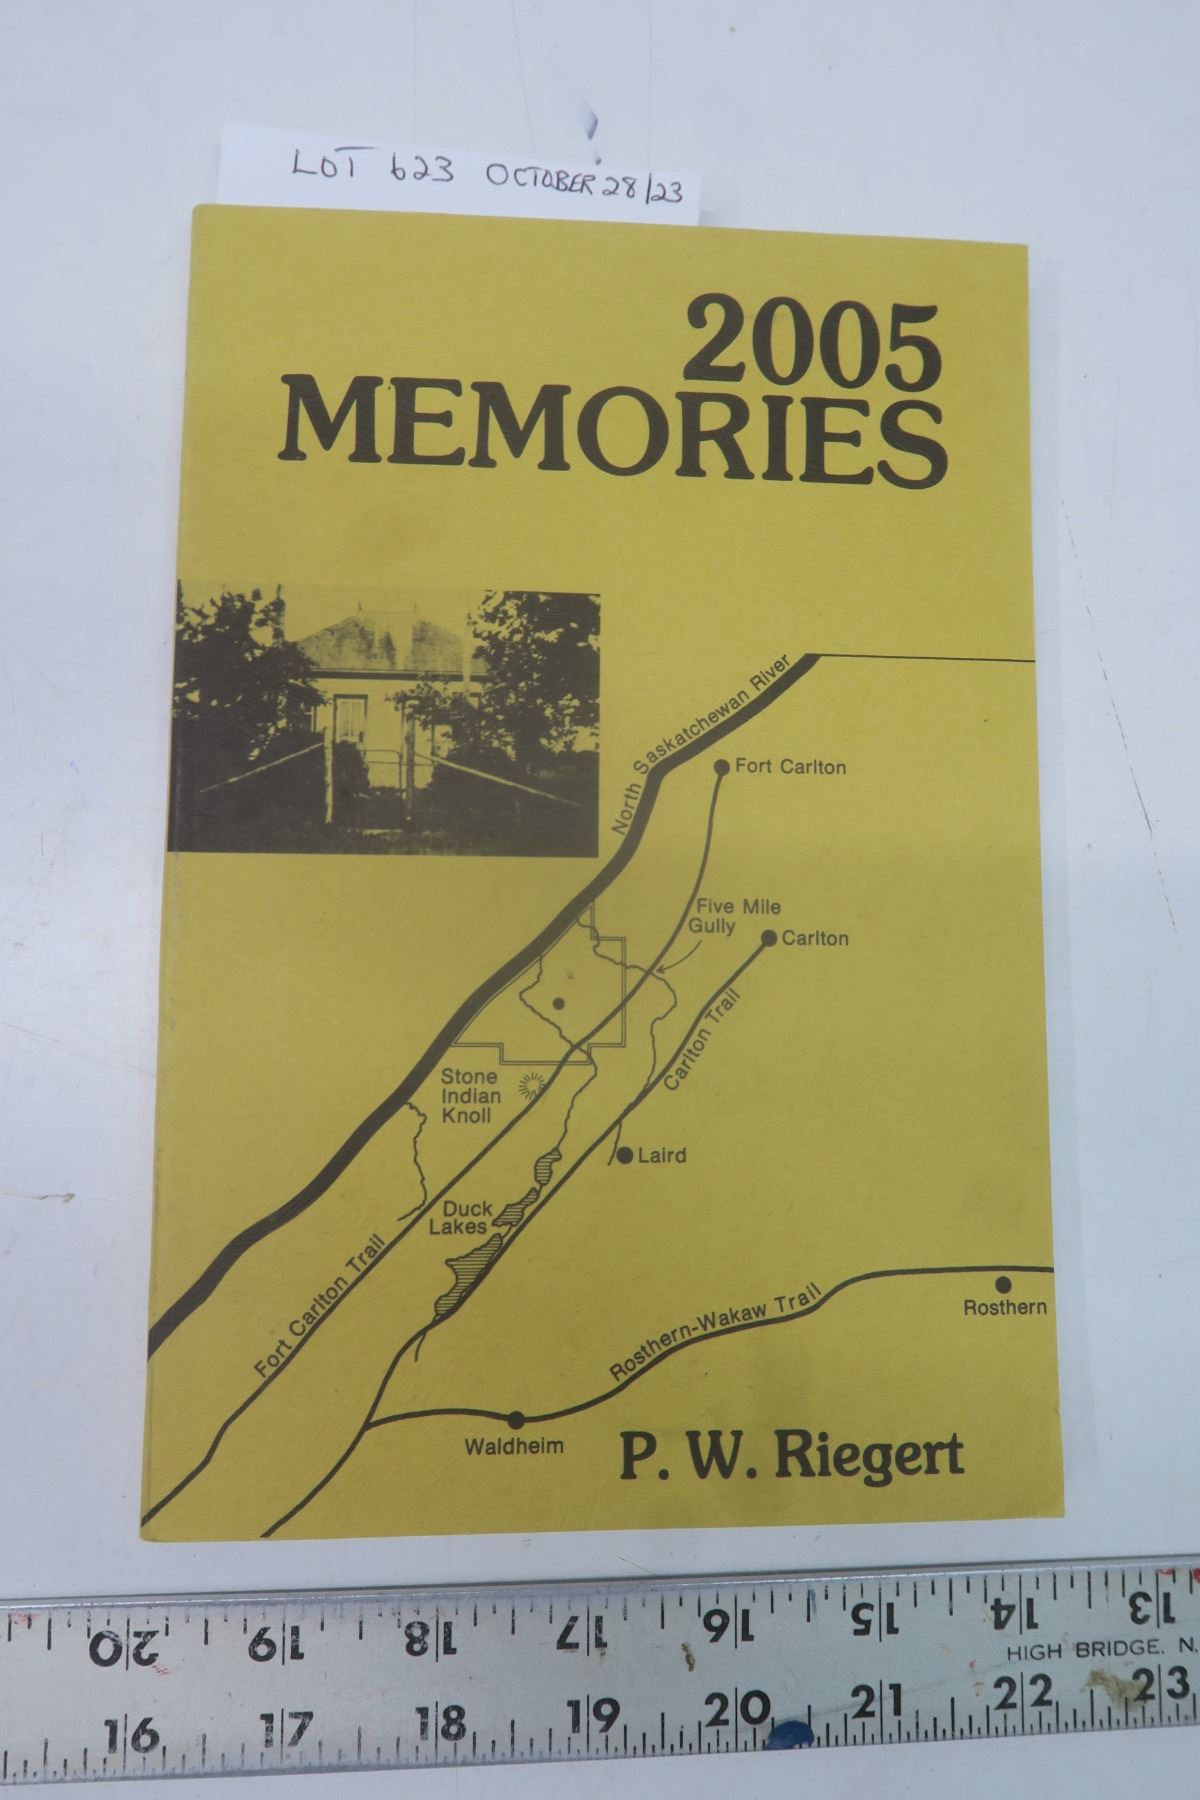 LOT 623 OCTOBER 28/23
2005
MEMORIES
North Saskatchewan River
Fort Carlton
Five Mile
Gully
Carlton
Carlton Trail
Stone
Indian
Knoll
Laird
Duck
Lakes
Fort Carlton Trail
Rosthern-Wakaw Trail
Rosthern
Waldheim
P. W. Riegert
20 19 18 17 16 15 14 13
HIGH BRIDGE, N.
16 17 18 19 20 21 22 23